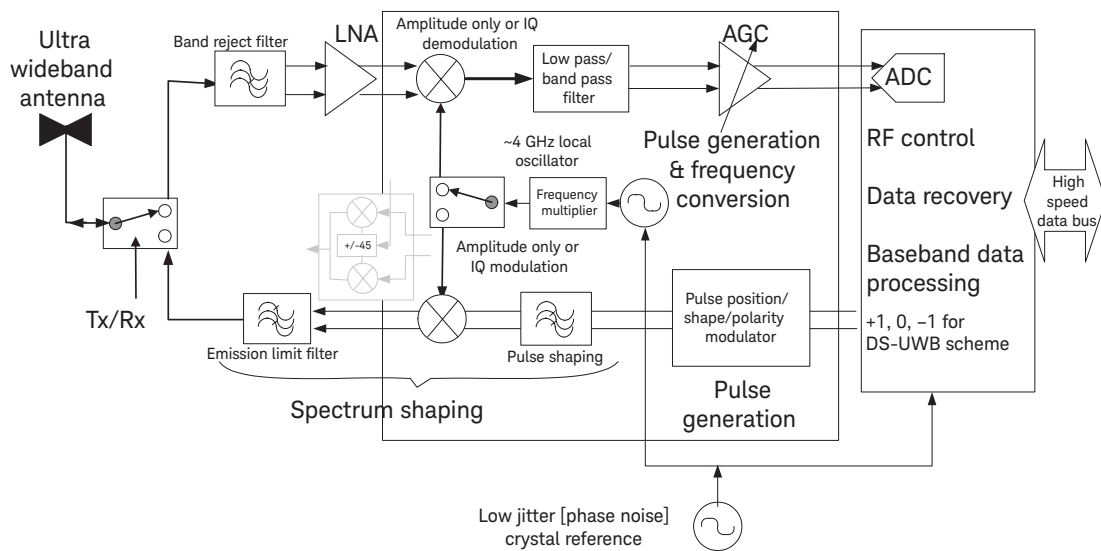 Ultra
wideband
antenna
Band reject filter
LNA
Amplitude only or IQ
demodulation
Low pass/
band pass
filter
AGC
ADC
Pulse generation
& frequency
conversion
~4 GHz local
oscillator
Frequency
multiplier
+/-45
Amplitude only or
IQ modulation
Tx/Rx
Emission limit filter
Pulse shaping
Spectrum shaping
Pulse position/
shape/polarity
modulator
Pulse
generation
RF control
Data recovery
Baseband data
processing
+1, 0, −1 for
DS-UWB scheme
High
speed
data bus
Low jitter [phase noise]
crystal reference